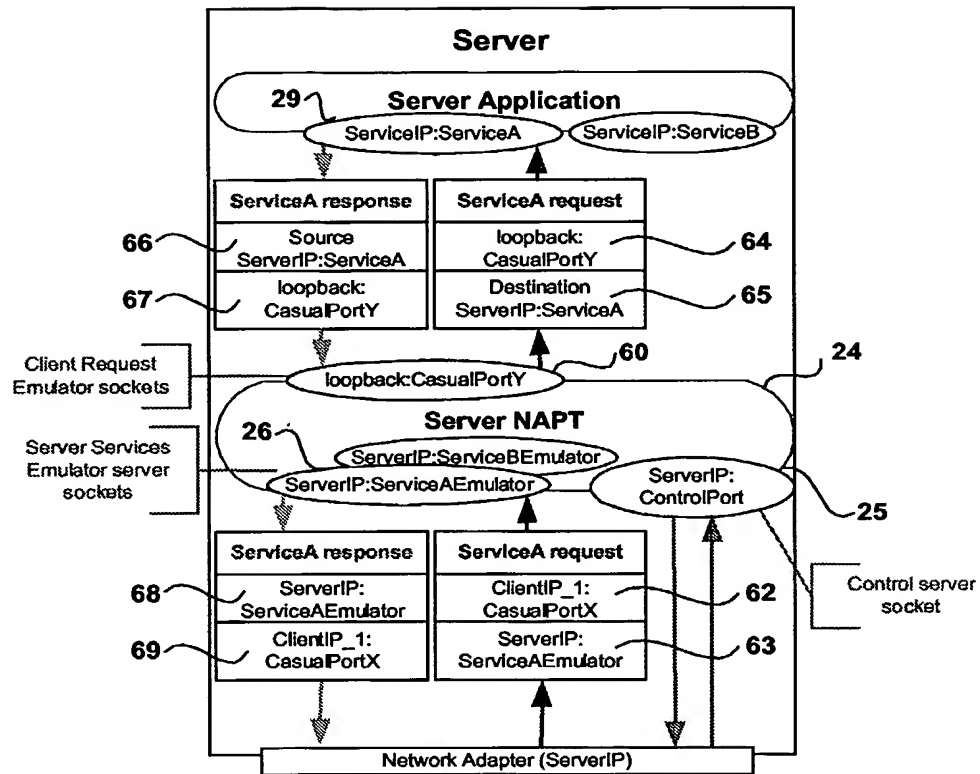 Server
29
Server Application
ServiceIP:ServiceA
ServiceIP:ServiceB
ServiceA response
ServiceA request
66
Source
ServerIP:ServiceA
loopback:
CasualPortY
64
67
loopback:
CasualPortY
Destination
ServerIP:ServiceA
65
Client Request
Emulator sockets
60
24
loopback:CasualPortY
Server NAPT
Server Services
Emulator server
sockets
26
ServerIP:ServiceBEmulator
ServerIP:ServiceAEmulator
ServerIP:
ControlPort
25
ServiceA response
ServiceA request
68
ServerIP:
ServiceAEmulator
ClientIP_1:
CasualPortX
62
Control server
socket
69
ClientIP_1:
CasualPortX
ServerIP:
ServiceAEmulator
63
Network Adapter (ServerIP)